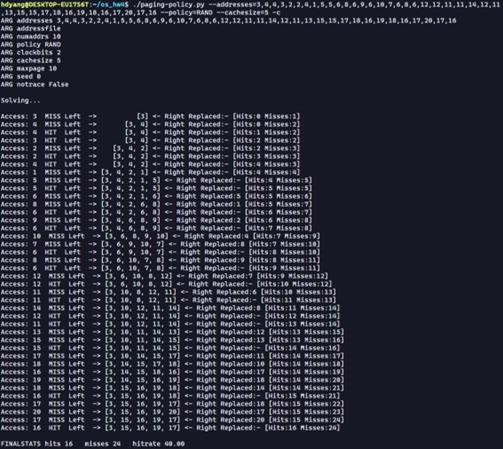 hdyang@DESKTOP-EU17S6T:~/os_hw4$ ./paging-policy.py --addresses=3,4,4,3,2,2,4,1,5,5,6,8,6,9,6,10,7,6,8,6,12,12,11,11,14,12,11
,13,15,15,17,18,16,19,18,16,17,20,17,16 --policy=RAND --cachesize=5 -c
ARG addresses 3,4,4,3,2,2,4,1,5,5,6,8,6,9,6,10,7,6,8,6,12,12,11,11,14,12,11,13,15,15,17,18,16,19,18,16,17,20,17,16
ARG addressfile
ARG numaddrs 10
ARG policy RAND
ARG clockbits 2
ARG cachesize 5
ARG maxpage 10
ARG seed 0
ARG notrace False
Solving...
Access: 3 MISS Left -> [3] <- Right Replaced:- [Hits:0 Misses:1]
Access: 4 MISS Left -> [3, 4] <- Right Replaced:- [Hits:0 Misses:2]
Access: 4 HIT Left -> [3, 4] <- Right Replaced:- [Hits:1 Misses:2]
Access: 3 HIT Left -> [3, 4] <- Right Replaced:- [Hits:2 Misses:2]
Access: 2 MISS Left -> [3, 4, 2] <- Right Replaced:- [Hits:2 Misses:3]
Access: 2 HIT Left -> [3, 4, 2] <- Right Replaced:- [Hits:3 Misses:3]
Access: 4 HIT Left -> [3, 4, 2] <- Right Replaced:- [Hits:4 Misses:3]
Access: 1 MISS Left -> [3, 4, 2, 1] <- Right Replaced:- [Hits:4 Misses:4]
Access: 5 MISS Left -> [3, 4, 2, 1, 5] <- Right Replaced:- [Hits:4 Misses:5]
Access: 5 HIT Left -> [3, 4, 2, 1, 5] <- Right Replaced:- [Hits:5 Misses:5]
Access: 6 MISS Left -> [3, 4, 2, 1, 6] <- Right Replaced:5 [Hits:5 Misses:6]
Access: 8 MISS Left -> [3, 4, 2, 6, 8] <- Right Replaced:1 [Hits:5 Misses:7]
Access: 6 HIT Left -> [3, 4, 2, 6, 8] <- Right Replaced:- [Hits:6 Misses:7]
Access: 9 MISS Left -> [3, 4, 6, 8, 9] <- Right Replaced:2 [Hits:6 Misses:8]
Access: 6 HIT Left -> [3, 4, 6, 8, 9] <- Right Replaced:- [Hits:7 Misses:8]
Access: 10 MISS Left -> [3, 6, 8, 9, 10] <- Right Replaced:4 [Hits:7 Misses:9]
Access: 7 MISS Left -> [3, 6, 9, 10, 7] <- Right Replaced:8 [Hits:7 Misses:10]
Access: 6 HIT Left -> [3, 6, 9, 10, 7] <- Right Replaced:- [Hits:8 Misses:10]
Access: 8 MISS Left -> [3, 6, 10, 7, 8] <- Right Replaced:9 [Hits:8 Misses:11]
Access: 6 HIT Left -> [3, 6, 10, 7, 8] <- Right Replaced:- [Hits:9 Misses:11]
Access: 12 MISS Left -> [3, 6, 10, 8, 12] <- Right Replaced:7 [Hits:9 Misses:12]
Access: 12 HIT Left -> [3, 6, 10, 8, 12] <- Right Replaced:- [Hits:10 Misses:12]
Access: 11 MISS Left -> [3, 10, 8, 12, 11] <- Right Replaced:6 [Hits:10 Misses:13]
Access: 11 HIT Left -> [3, 10, 8, 12, 11] <- Right Replaced:- [Hits:11 Misses:13]
Access: 14 MISS Left -> [3, 10, 12, 11, 14] <- Right Replaced:8 [Hits:11 Misses:14]
Access: 12 HIT Left -> [3, 10, 12, 11, 14] <- Right Replaced:- [Hits:12 Misses:14]
Access: 11 HIT Left -> [3, 10, 12, 11, 14] <- Right Replaced:- [Hits:13 Misses:14]
Access: 13 MISS Left -> [3, 10, 11, 14, 13] <- Right Replaced:12 [Hits:13 Misses:15]
Access: 15 MISS Left -> [3, 10, 11, 14, 15] <- Right Replaced:13 [Hits:13 Misses:16]
Access: 15 HIT Left -> [3, 10, 11, 14, 15] <- Right Replaced:- [Hits:14 Misses:16]
Access: 17 MISS Left -> [3, 10, 14, 15, 17] <- Right Replaced:11 [Hits:14 Misses:17]
Access: 18 MISS Left -> [3, 14, 15, 17, 18] <- Right Replaced:10 [Hits:14 Misses:18]
Access: 16 MISS Left -> [3, 14, 15, 18, 16] <- Right Replaced:17 [Hits:14 Misses:19]
Access: 19 MISS Left -> [3, 14, 15, 16, 19] <- Right Replaced:18 [Hits:14 Misses:20]
Access: 18 MISS Left -> [3, 15, 16, 19, 18] <- Right Replaced:14 [Hits:14 Misses:21]
Access: 16 HIT Left -> [3, 15, 16, 19, 18] <- Right Replaced:- [Hits:15 Misses:21]
Access: 17 MISS Left -> [3, 15, 16, 19, 17] <- Right Replaced:18 [Hits:15 Misses:22]
Access: 20 MISS Left -> [3, 15, 16, 19, 20] <- Right Replaced:17 [Hits:15 Misses:23]
Access: 17 MISS Left -> [3, 15, 16, 19, 17] <- Right Replaced:20 [Hits:15 Misses:24]
Access: 16 HIT Left -> [3, 15, 16, 19, 17] <- Right Replaced:- [Hits:16 Misses:24]
FINALSTATS hits 16 misses 24 hitrate 40.00